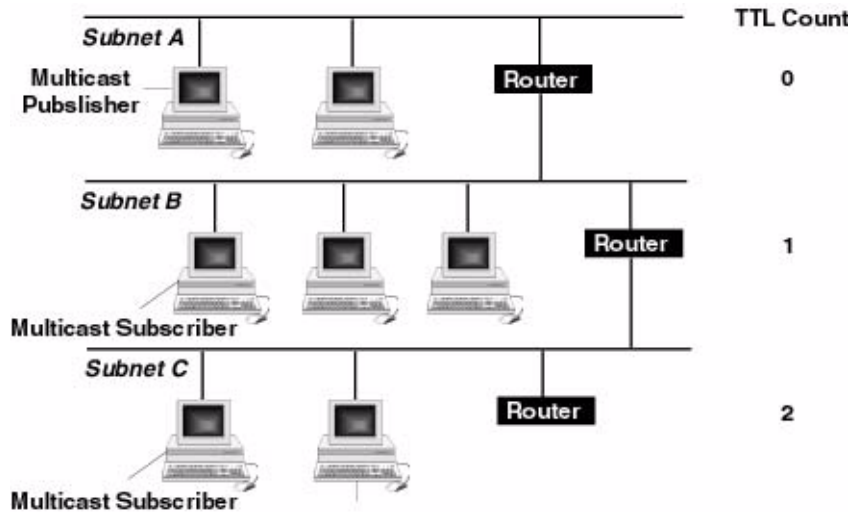 TTL Count
Subnet A
Multicast
Pubslisher
Router
0
Subnet B
Router
1
Multicast Subscriber
Subnet C
Router
2
Multicast Subscriber